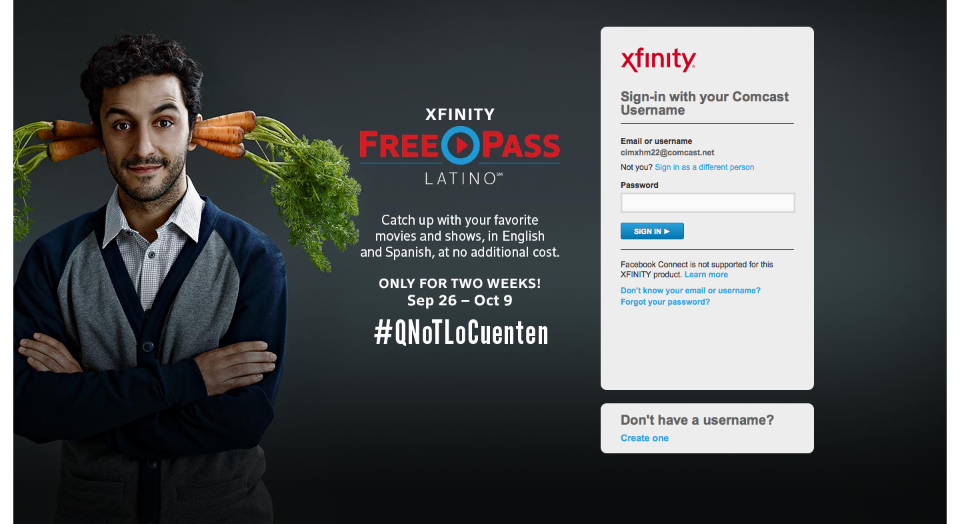 XFINITY
FREE PASS
LATINO℠
Catch up with your favorite
movies and shows, in English
and Spanish, at no additional cost.
ONLY FOR TWO WEEKS!
Sep 26 – Oct 9
#QNoTLoCuenten
xfinity.
Sign-in with your Comcast
Username
Email or username
cimxhm22@comcast.net
Not you? Sign in as a different person
Password
SIGN IN ▶
Facebook Connect is not supported for this
XFINITY product. Learn more
Don't know your email or username?
Forgot your password?
Don't have a username?
Create one